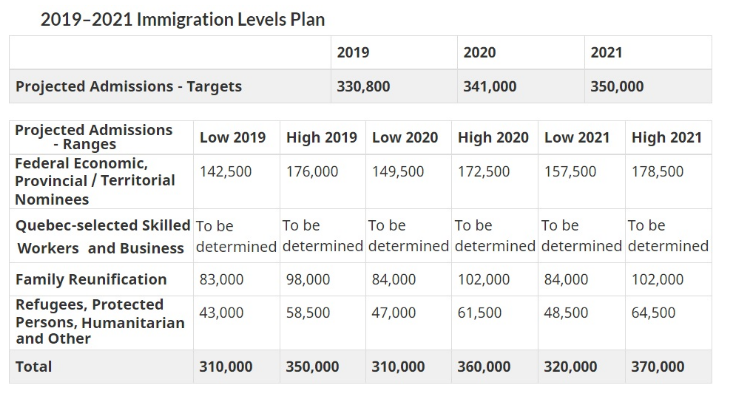 2019–2021 Immigration Levels Plan
2019 2020 2021
Projected Admissions - Targets 330,800 341,000 350,000
Projected Admissions
- Ranges
Low 2019 High 2019 Low 2020 High 2020 Low 2021 High 2021
Federal Economic,
Provincial / Territorial
Nominees
142,500 176,000 149,500 172,500 157,500 178,500
Quebec-selected Skilled
Workers and Business
To be To be To be To be To be To be
determined determined determined determined determined determined
Family Reunification 83,000 98,000 84,000 102,000 84,000 102,000
Refugees, Protected
Persons, Humanitarian
and Other
43,000 58,500 47,000 61,500 48,500 64,500
Total 310,000 350,000 310,000 360,000 320,000 370,000